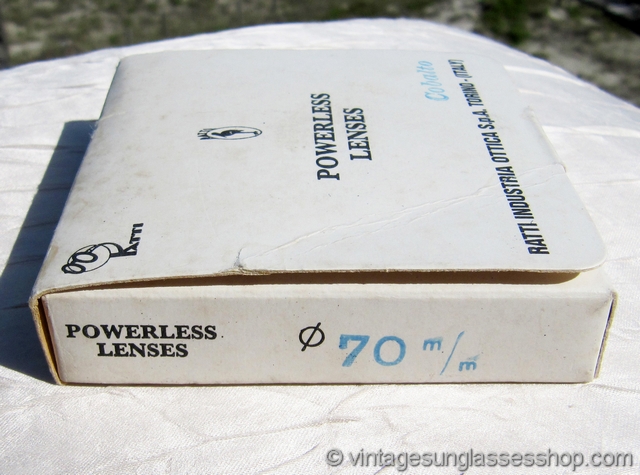 Cobalto
POWERLESS
LENSES
RATTI INDUSTRIA OTTICA S.p.A. TORINO - (ITALY)
Ratti
POWERLESS
LENSES
Ø 70 m/m
© vintagesunglassesshop.com